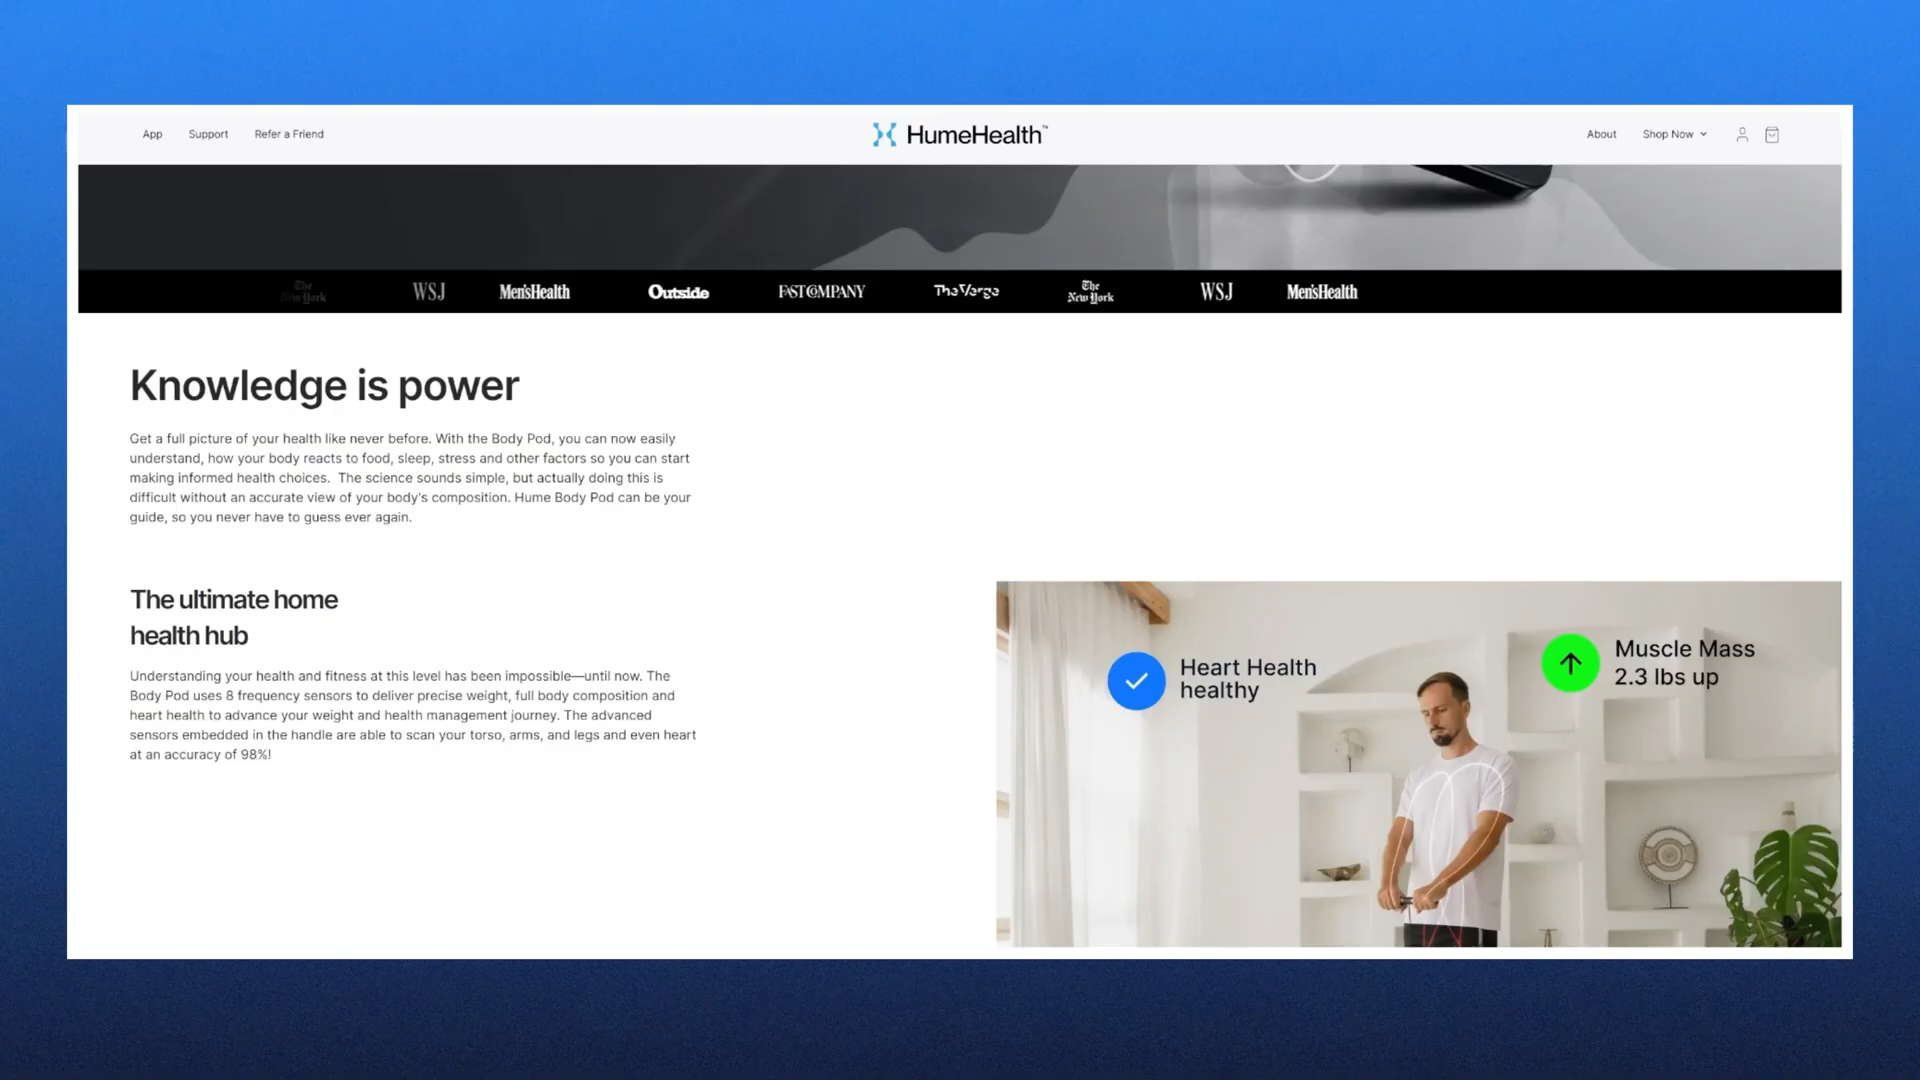 App Support Refer a Friend HumeHealth™ About Shop Now
The New York WSJ Men'sHealth Outside FAST COMPANY The Verge The New York WSJ Men'sHealth
Knowledge is power
Get a full picture of your health like never before. With the Body Pod, you can now easily
understand, how your body reacts to food, sleep, stress and other factors so you can start
making informed health choices.  The science sounds simple, but actually doing this is
difficult without an accurate view of your body's composition. Hume Body Pod can be your
guide, so you never have to guess ever again.
The ultimate home
health hub
Understanding your health and fitness at this level has been impossible—until now. The
Body Pod uses 8 frequency sensors to deliver precise weight, full body composition and
heart health to advance your weight and health management journey. The advanced
sensors embedded in the handle are able to scan your torso, arms, and legs and even heart
at an accuracy of 98%!
Heart Health
healthy
Muscle Mass
2.3 lbs up